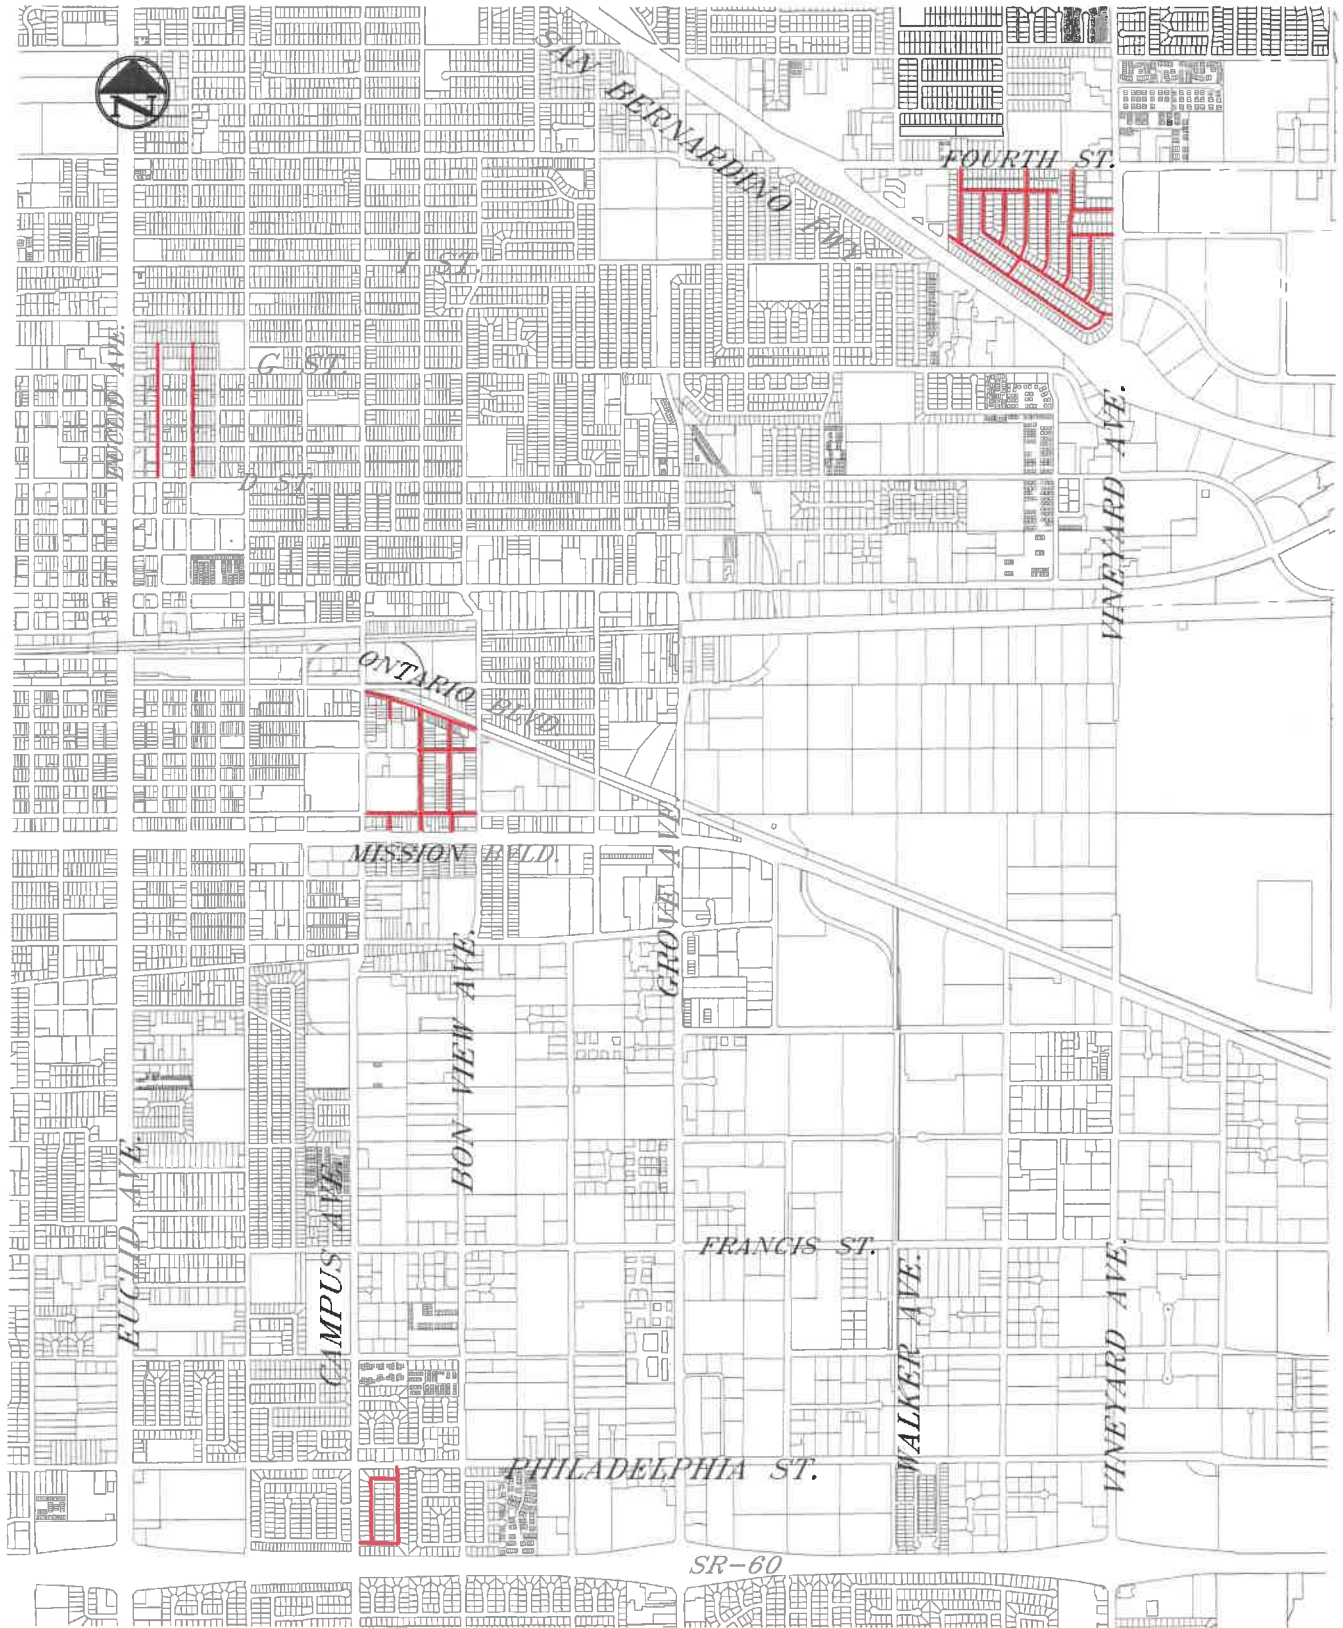 SAN BERNARDINO FWY
N
FOURTH ST.
I ST.
EUCLID AVE.
G ST.
D ST.
VINEYARD AVE.
ONTARIO BLVD.
MISSION BVLD.
GROVE AVE.
BON VIEW AVE.
EUCLID AVE.
CAMPUS AVE.
FRANCIS ST.
WALKER AVE.
VINEYARD AVE.
PHILADELPHIA ST.
SR-60